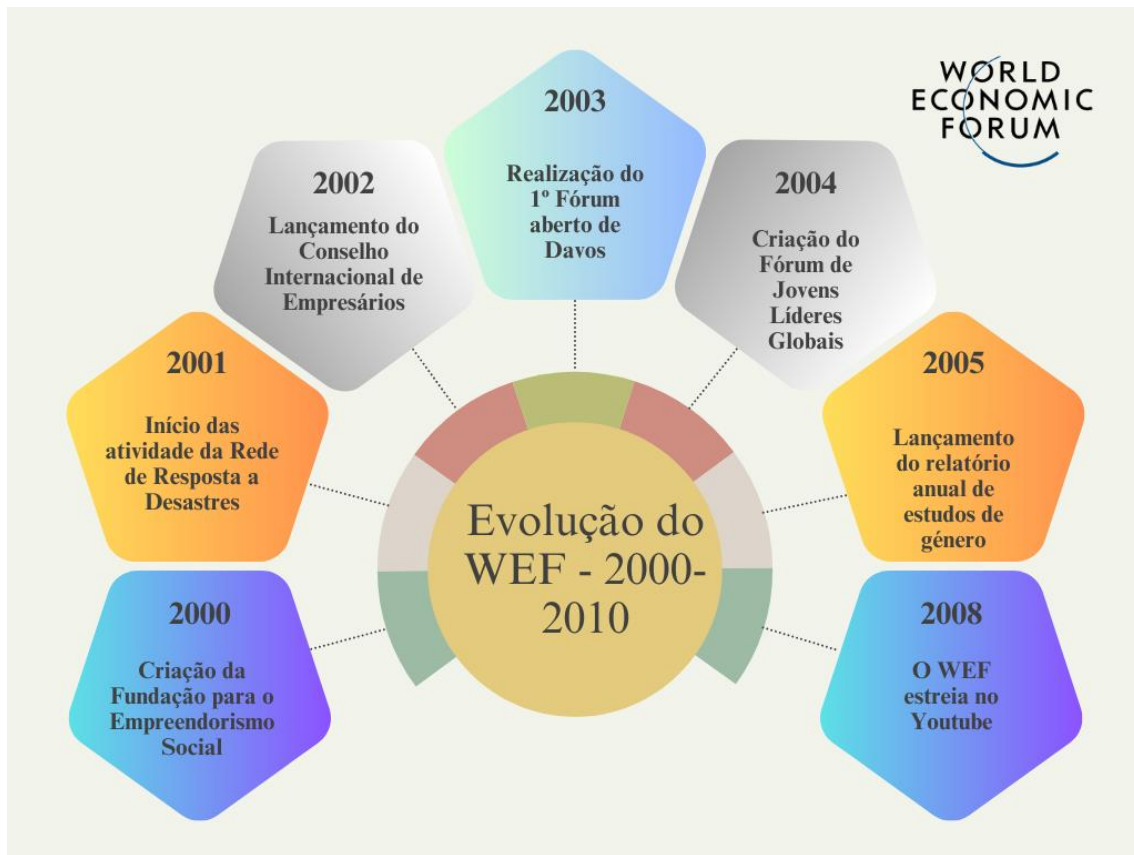 WORLD
ECONOMIC
FORUM
2003
Realização do
1º Fórum
aberto de
Davos
2002
Lançamento do
Conselho
Internacional de
Empresários
2004
Criação do
Fórum de
Jovens
Líderes
Globais
2001
Início das
atividade da Rede
de Resposta a
Desastres
2005
Lançamento
do relatório
anual de
estudos de
género
Evolução do
WEF - 2000-
2010
2000
Criação da
Fundação para o
Empreendorismo
Social
2008
O WEF
estreia no
Youtube